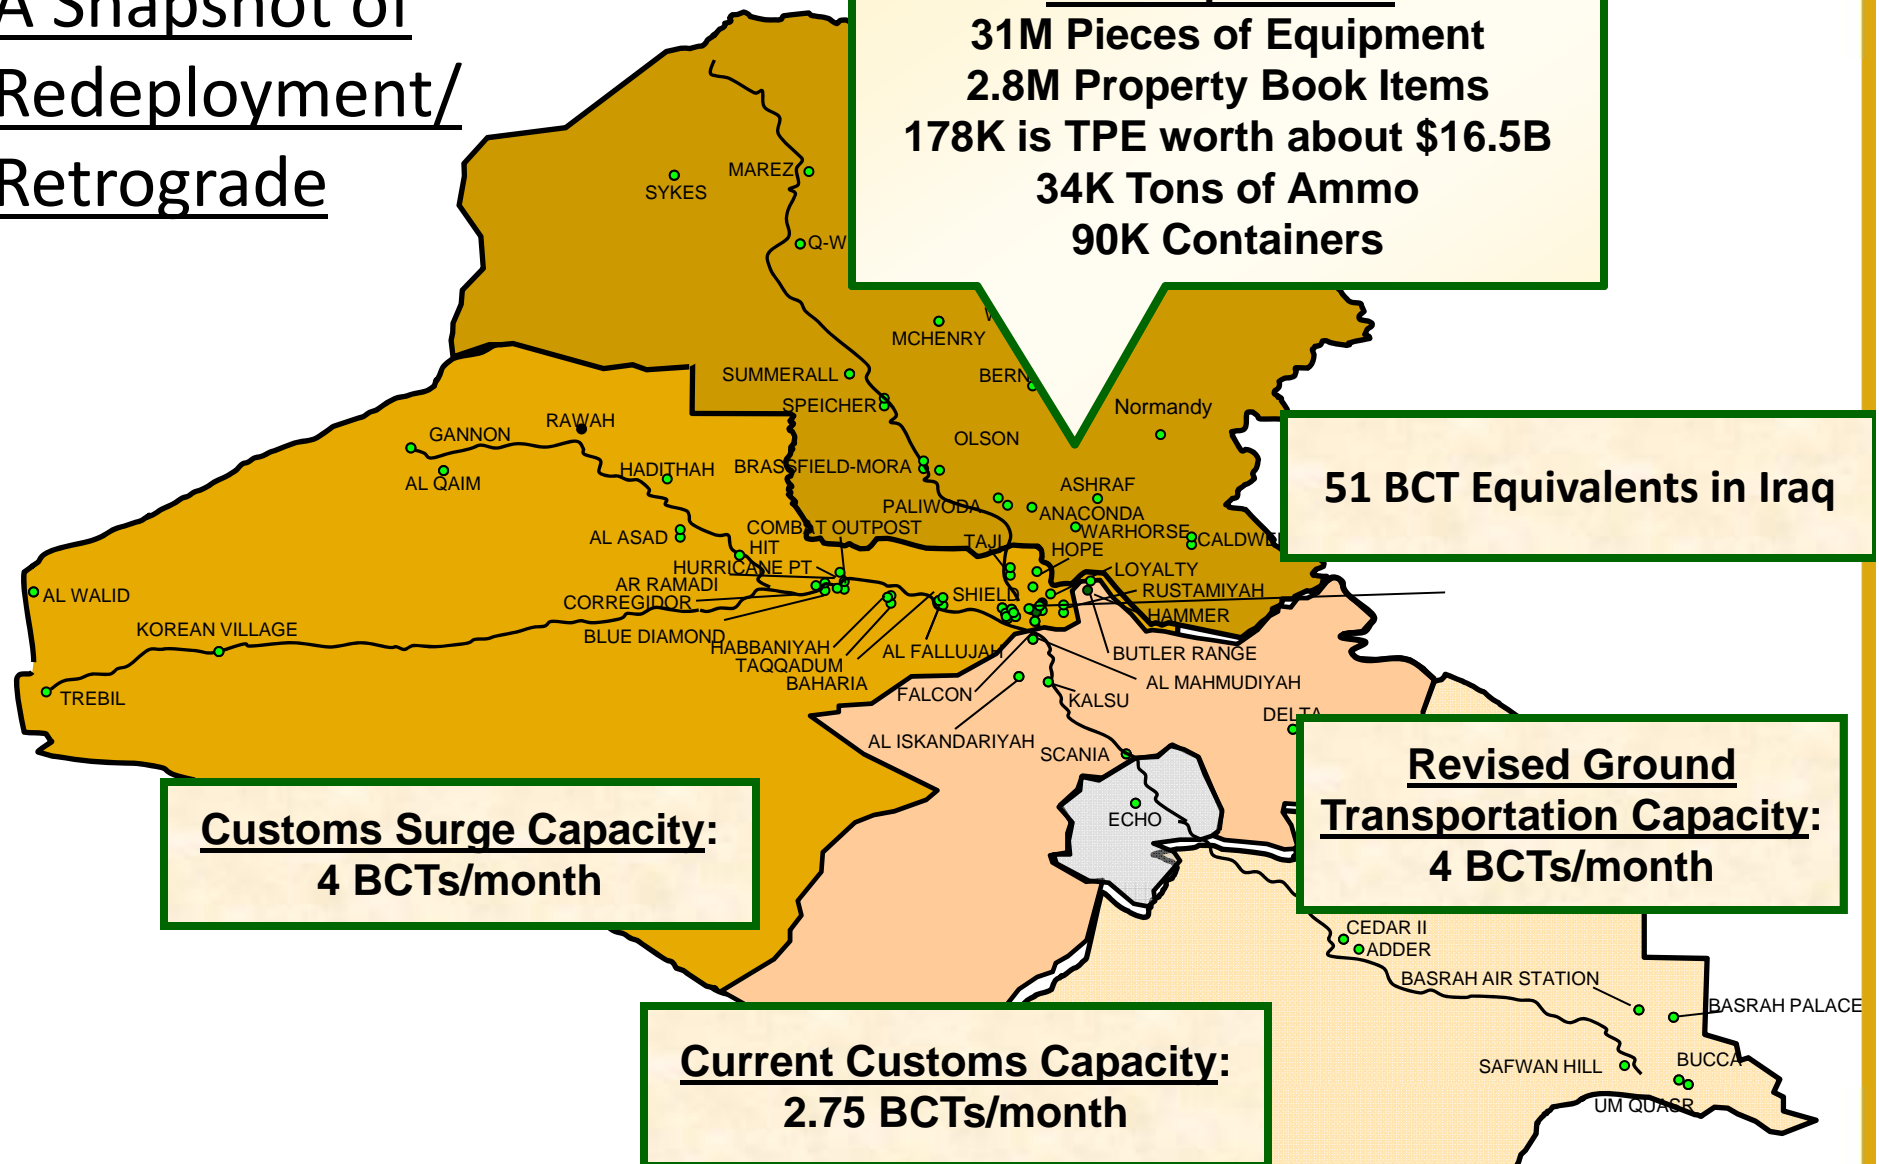 A Snapshot of
Redeployment/
Retrograde
31M Pieces of Equipment
2.8M Property Book Items
178K is TPE worth about $16.5B
34K Tons of Ammo
90K Containers
MAREZ
SYKES
Q-W
MCHENRY
SUMMERALL
BERN
SPEICHER
Normandy
RAWAH
GANNON
OLSON
HADITHAH
BRASSFIELD-MORA
AL QAIM
ASHRAF
51 BCT Equivalents in Iraq
PALIWODA
ANACONDA
COMBAT OUTPOST
WARHORSE
AL ASAD
TAJI
CALDWE
HIT
HOPE
HURRICANE PT
LOYALTY
AR RAMADI
RUSTAMIYAH
AL WALID
SHIELD
CORREGIDOR
HAMMER
KOREAN VILLAGE
BLUE DIAMOND
HABBANIYAH
AL FALLUJAH
BUTLER RANGE
TAQQADUM
BAHARIA
AL MAHMUDIYAH
TREBIL
FALCON
KALSU
DELTA
AL ISKANDARIYAH
SCANIA
Revised Ground
Transportation Capacity:
4 BCTs/month
ECHO
Customs Surge Capacity:
4 BCTs/month
CEDAR II
ADDER
BASRAH AIR STATION
BASRAH PALACE
Current Customs Capacity:
2.75 BCTs/month
SAFWAN HILL
BUCCA
UM QUASR